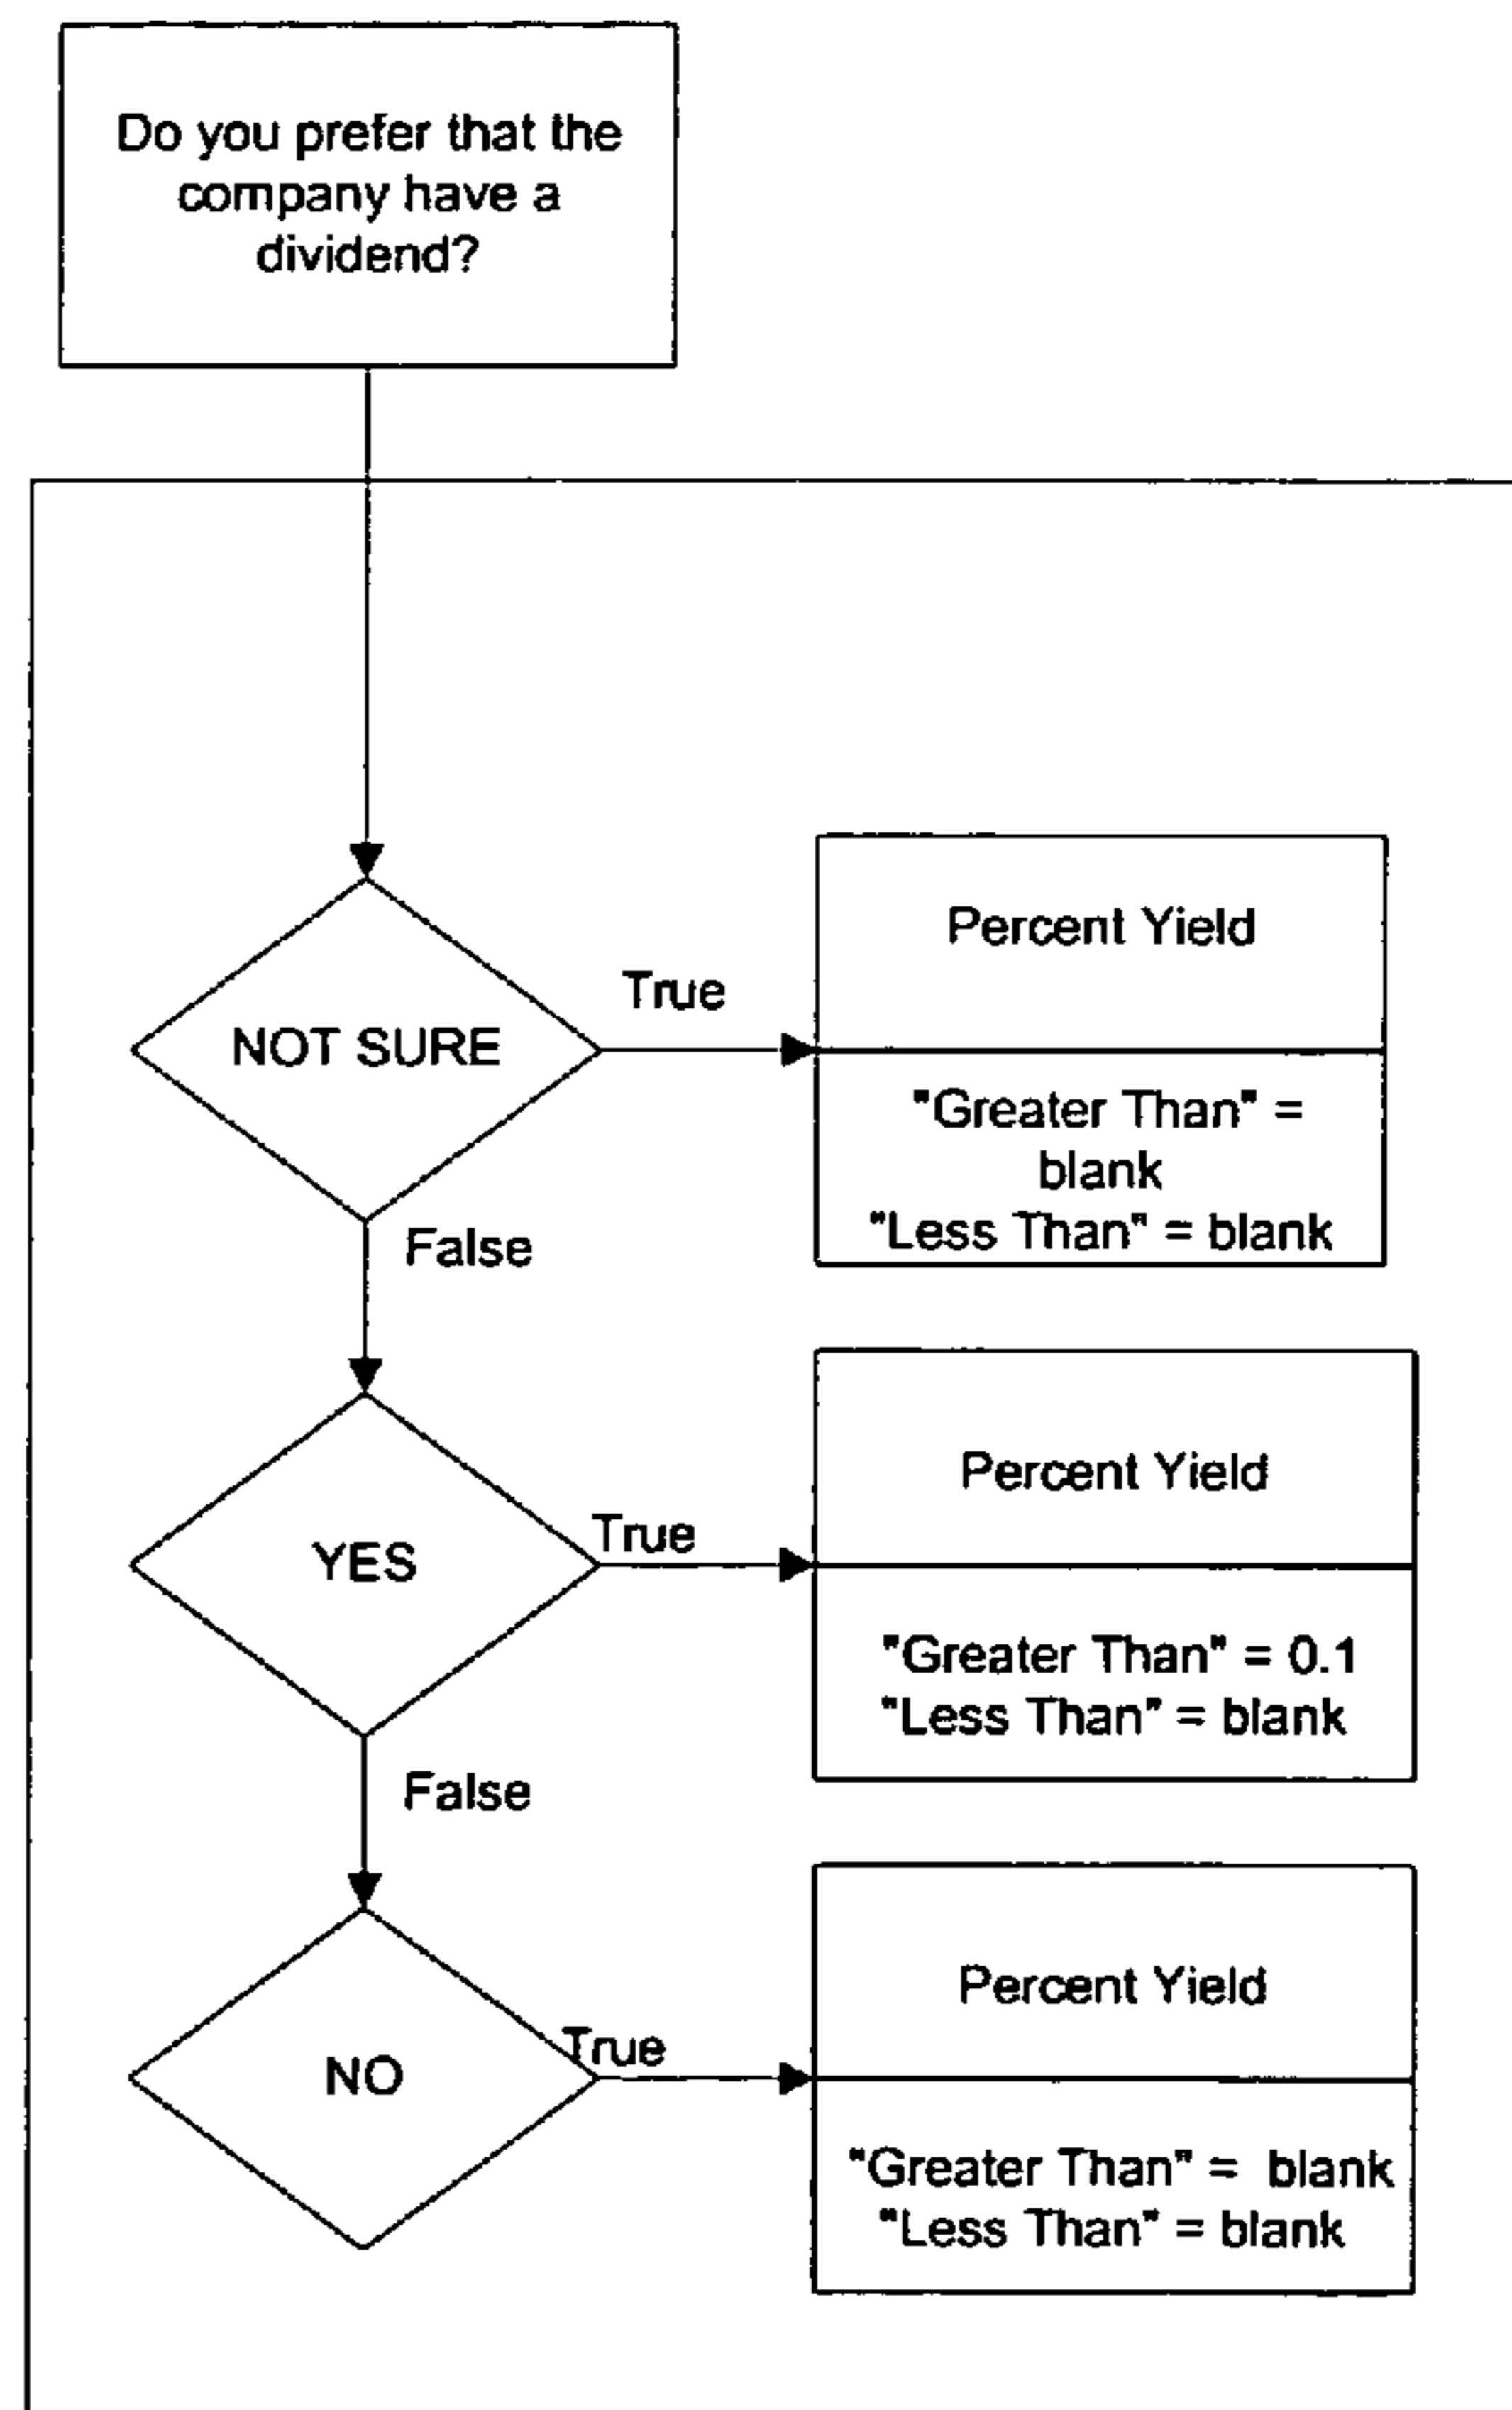 Do you prefer that the
company have a
dividend?
NOT SURE
True
Percent Yield
"Greater Than" =
blank
"Less Than" = blank
False
YES
True
Percent Yield
"Greater Than" = 0.1
"Less Than" = blank
False
NO
True
Percent Yield
"Greater Than" = blank
"Less Than" = blank